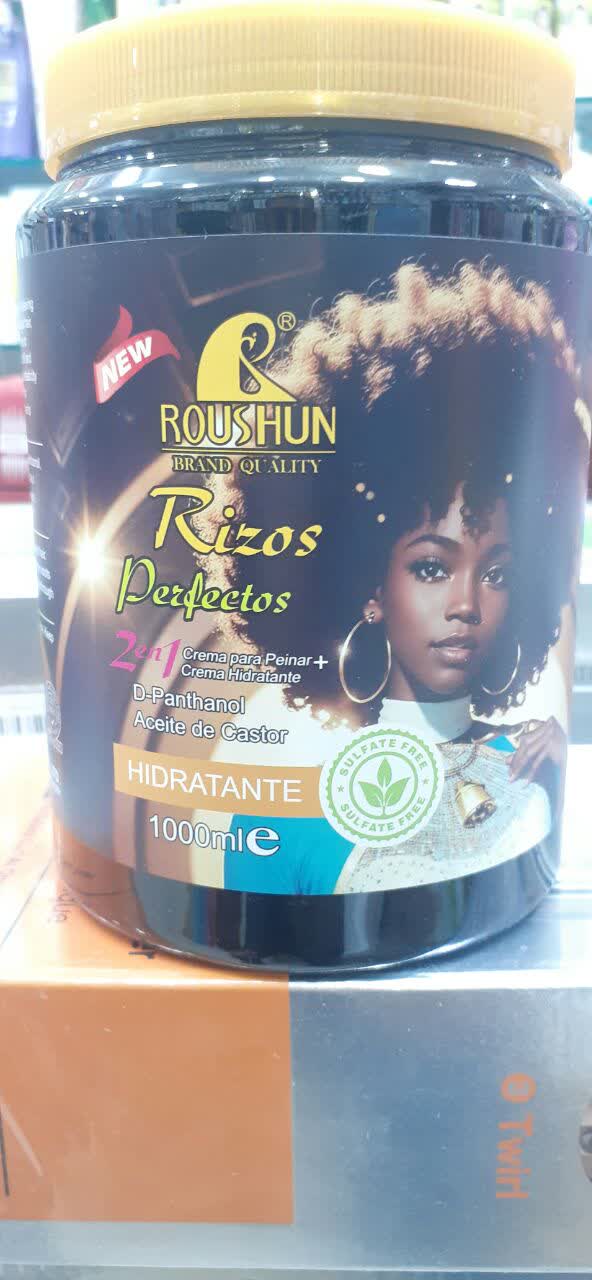 NEW
R®
ROUSHUN
BRAND QUALITY
Rizos
Perfectos
2en1 Crema para Peinar+
Crema Hidratante
D-Panthanol
Aceite de Castor
HIDRATANTE
SULFATE FREE
SULFATE FREE
1000ml e
Twirl